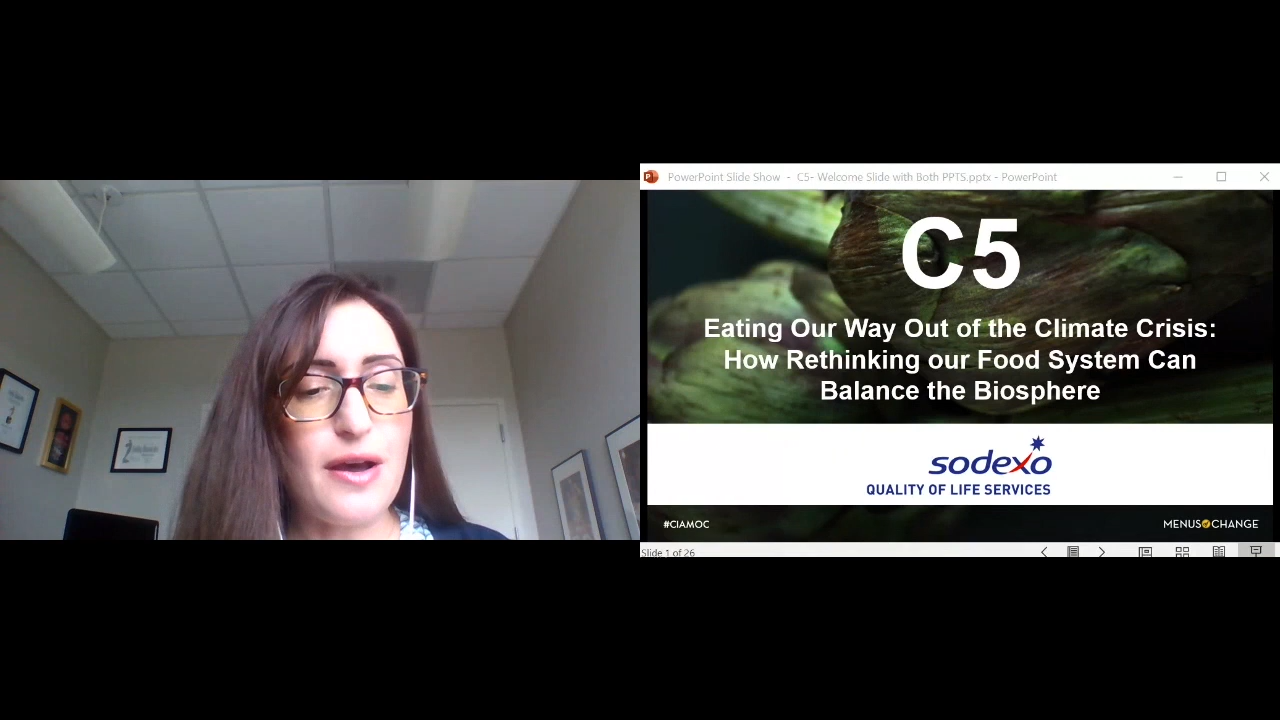 PowerPoint Slide Show - C5- Welcome Slide with Both PPTS.pptx - PowerPoint
C5
Eating Our Way Out of the Climate Crisis:
How Rethinking our Food System Can
Balance the Biosphere
sodexo
QUALITY OF LIFE SERVICES
#CIAMOC
MENUS CHANGE
Slide 1 of 26